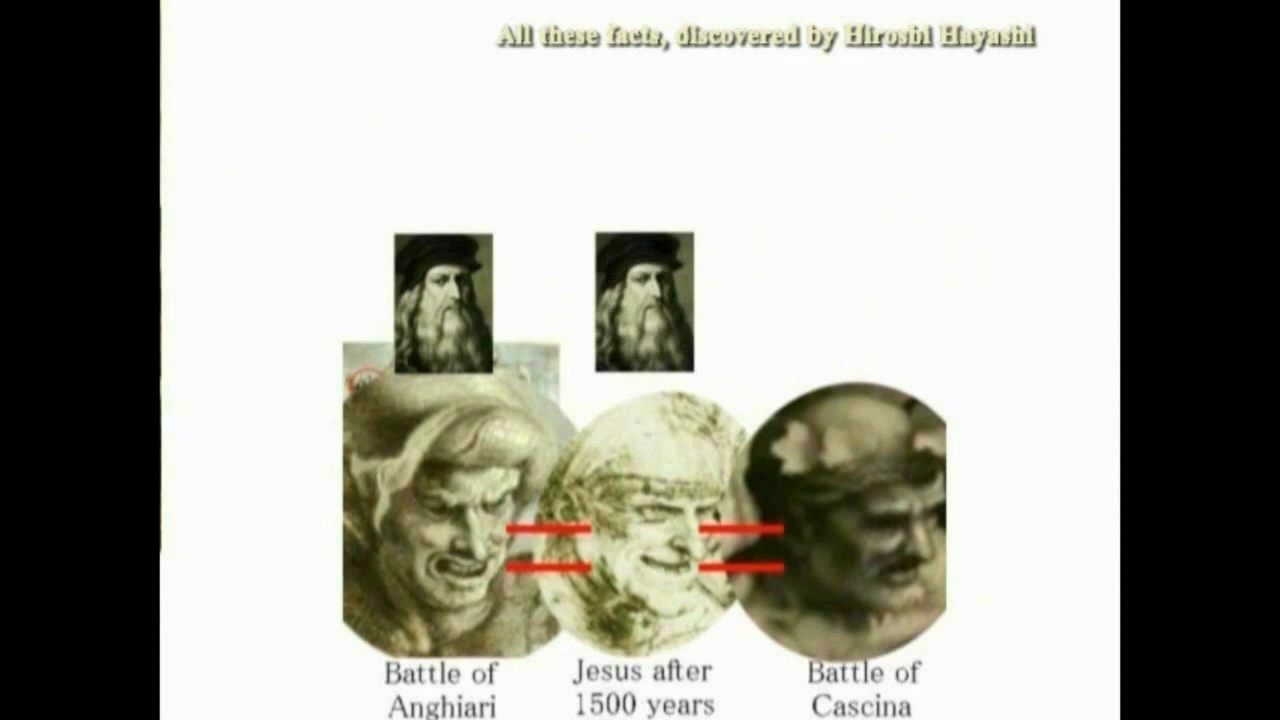 All these facts, discovered by Hiroshi Hayashi
Battle of
Anghiari
Jesus after
1500 years
Battle of
Cascina